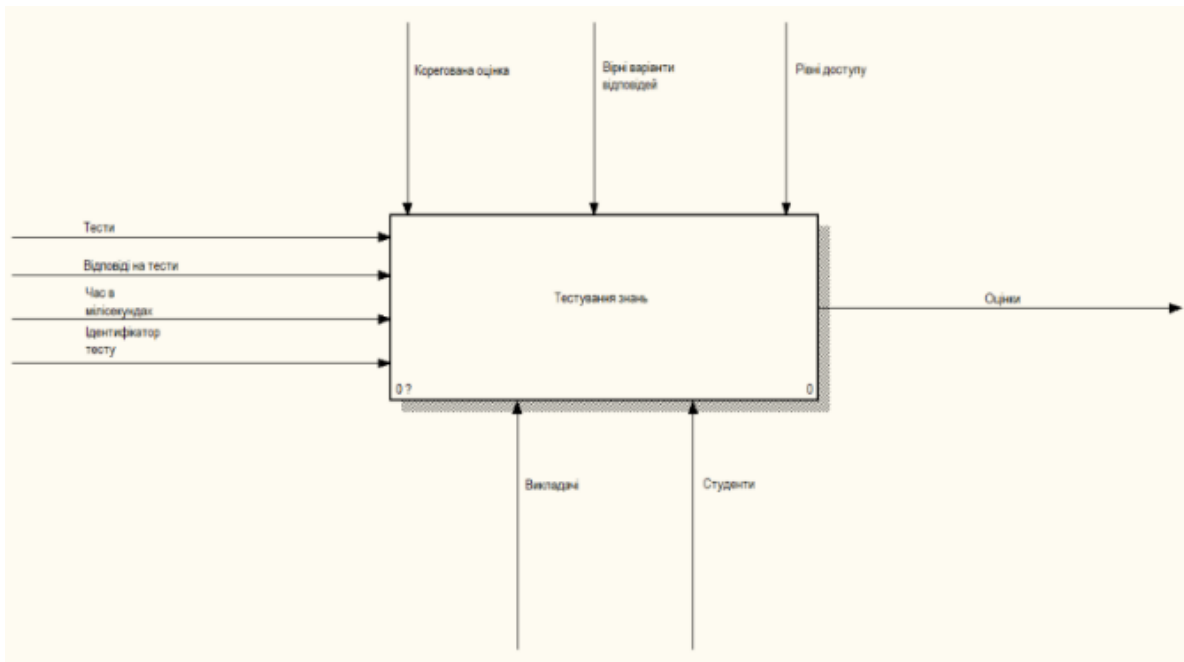 Корегована оцінка
Вірні варіанти
відповідей
Рівні доступу
Тести
Відповіді на тести
Час в
мілісекундах
Ідентифікатор
тесту
Тестування знань
Оцінки
0 ?
0
Викладачі
Студенти